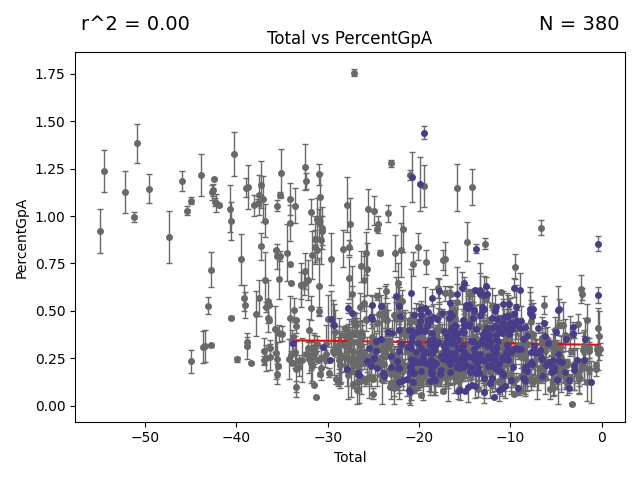 r^2 = 0.00
N = 380
Total vs PercentGpA
1.75
1.50
1.25
1.00
0.75
0.50
0.25
0.00
PercentGpA
−50
−40
−30
−20
−10
0
Total